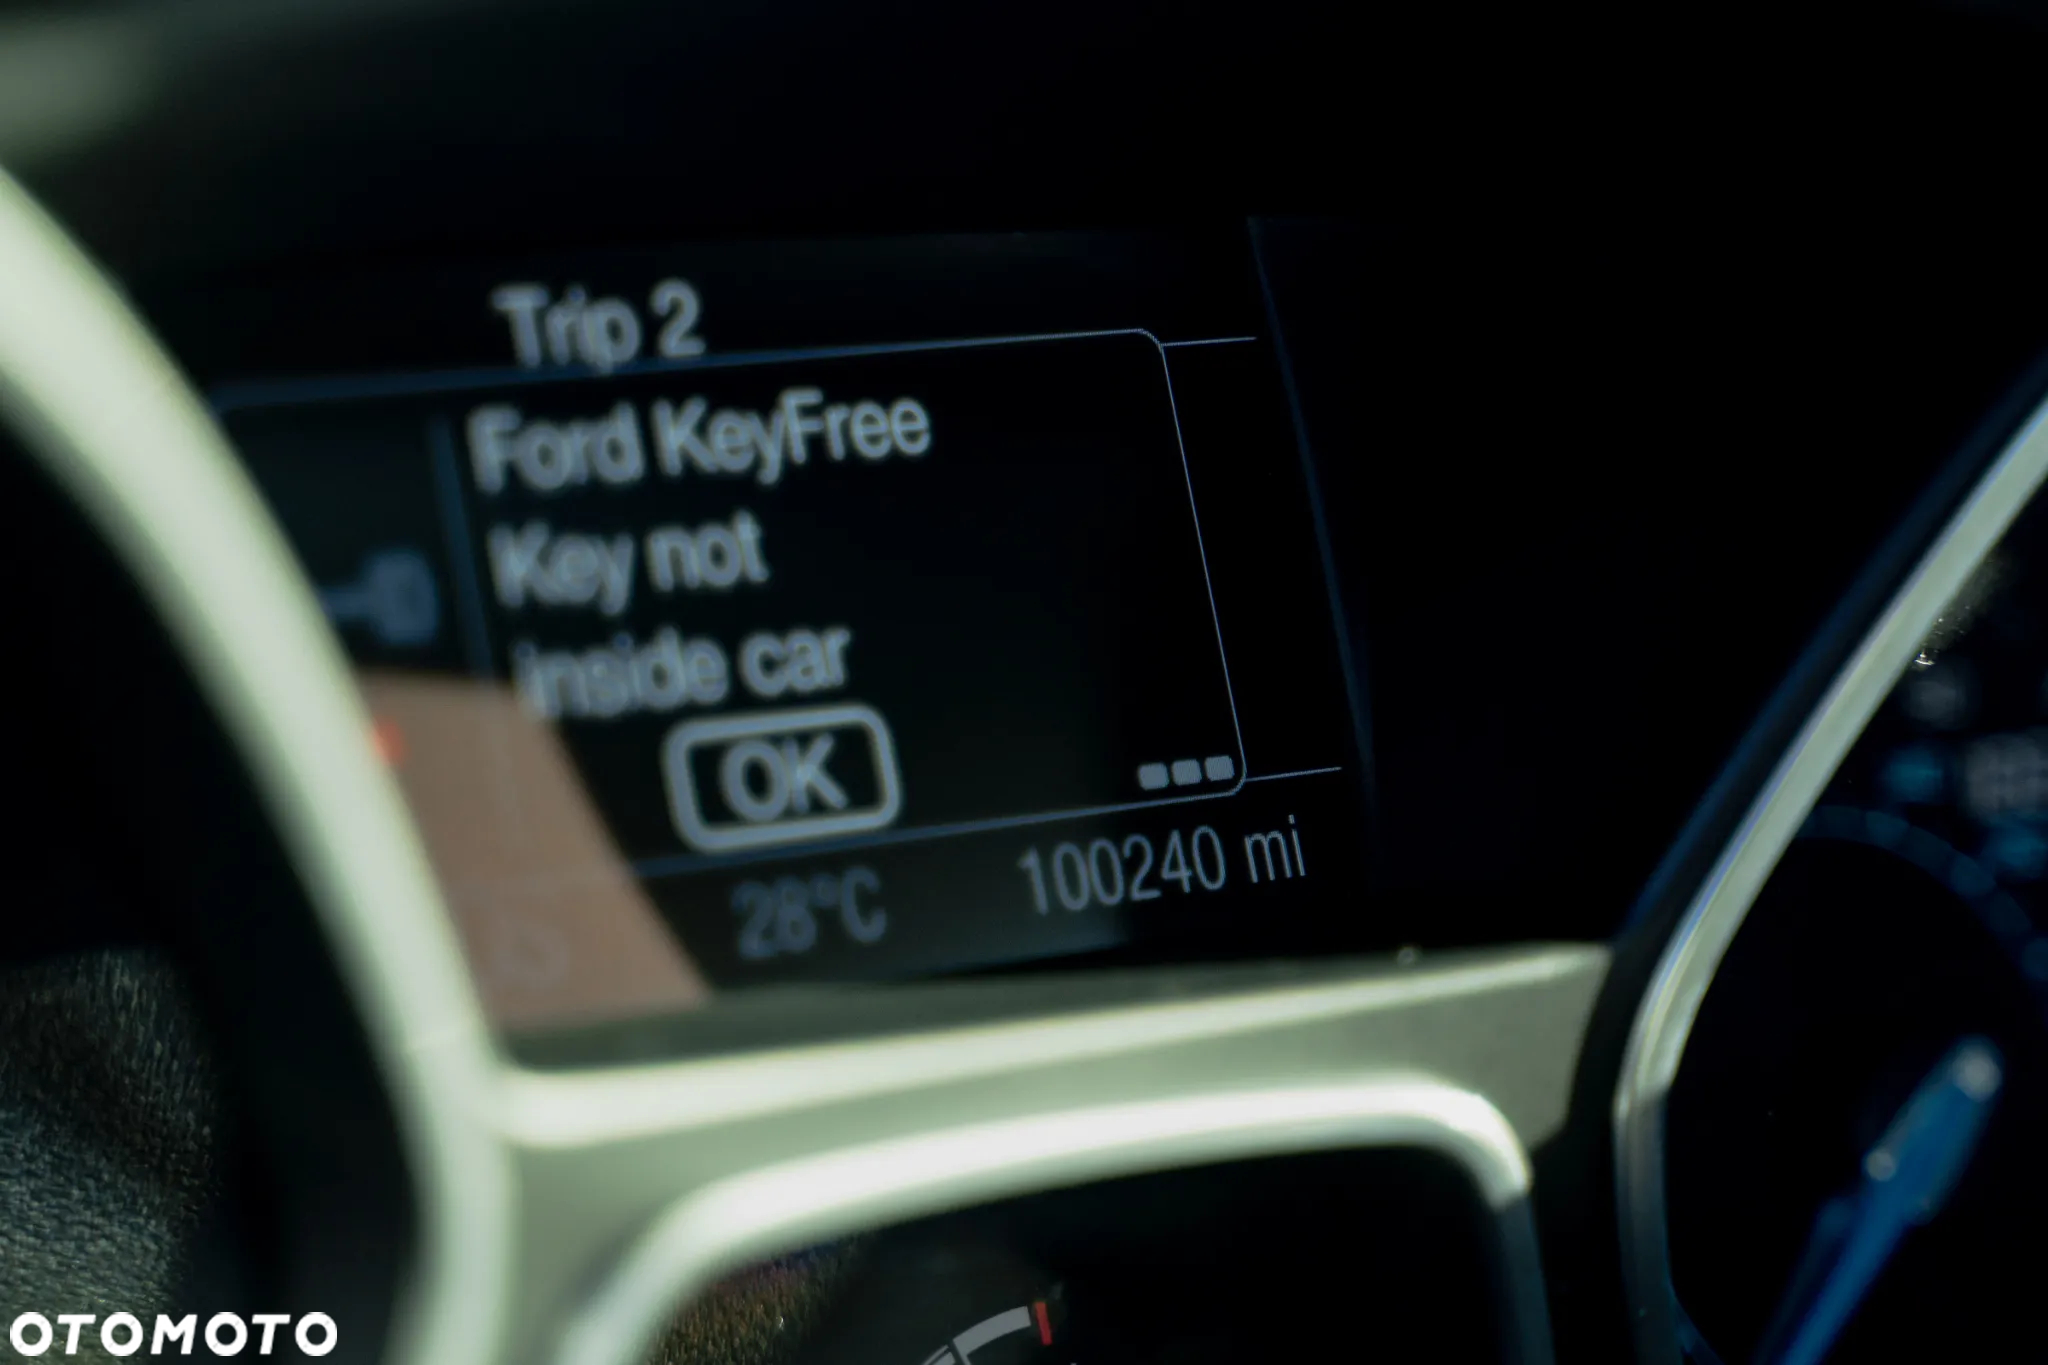 Trip 2
Ford KeyFree
Key not
inside car
OK
28°C 100240 mi
OTOMOTO